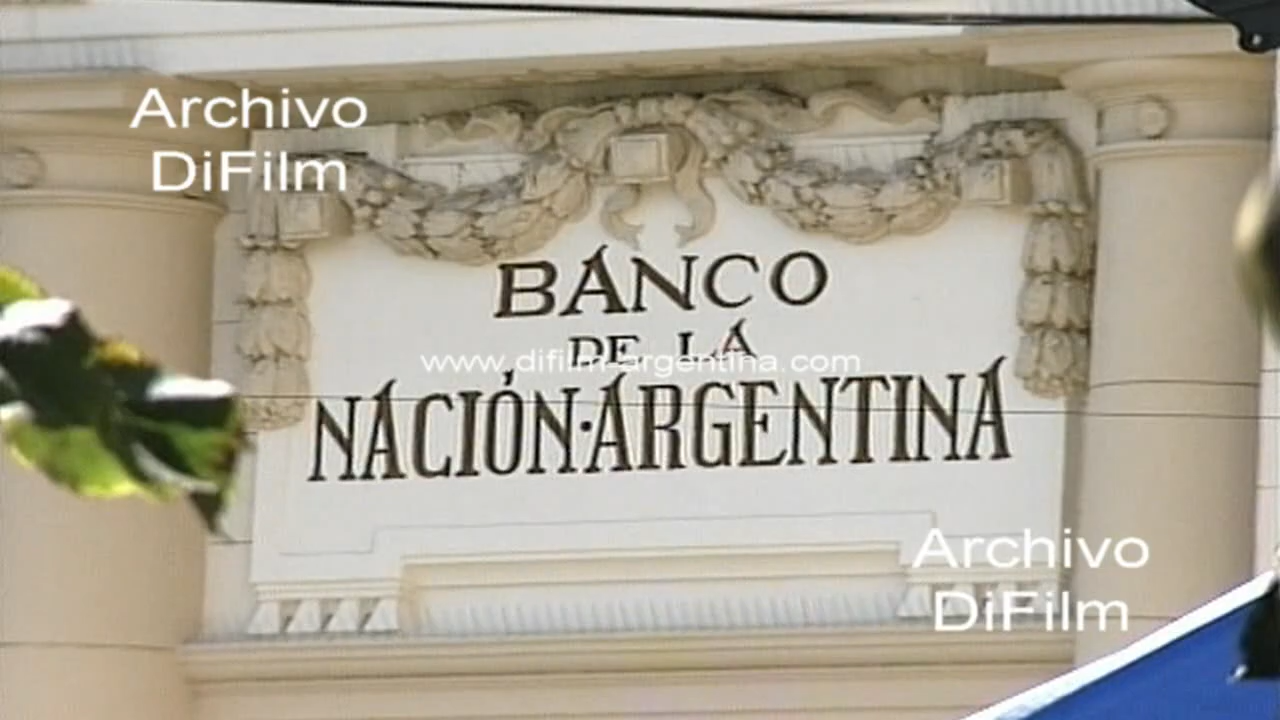 Archivo
DiFilm
BANCO
DE LA
www.difilm-argentina.com
NACIÓN·ARGENTINA
Archivo
DiFilm